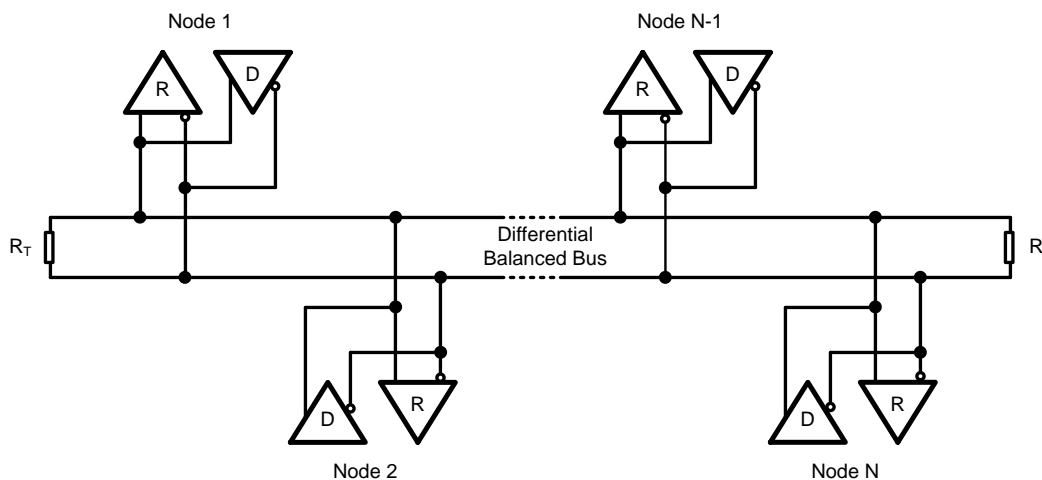 Node 1
Node N-1
R
D
R
D
R_T
Differential
Balanced Bus
R
D
R
D
R
Node 2
Node N